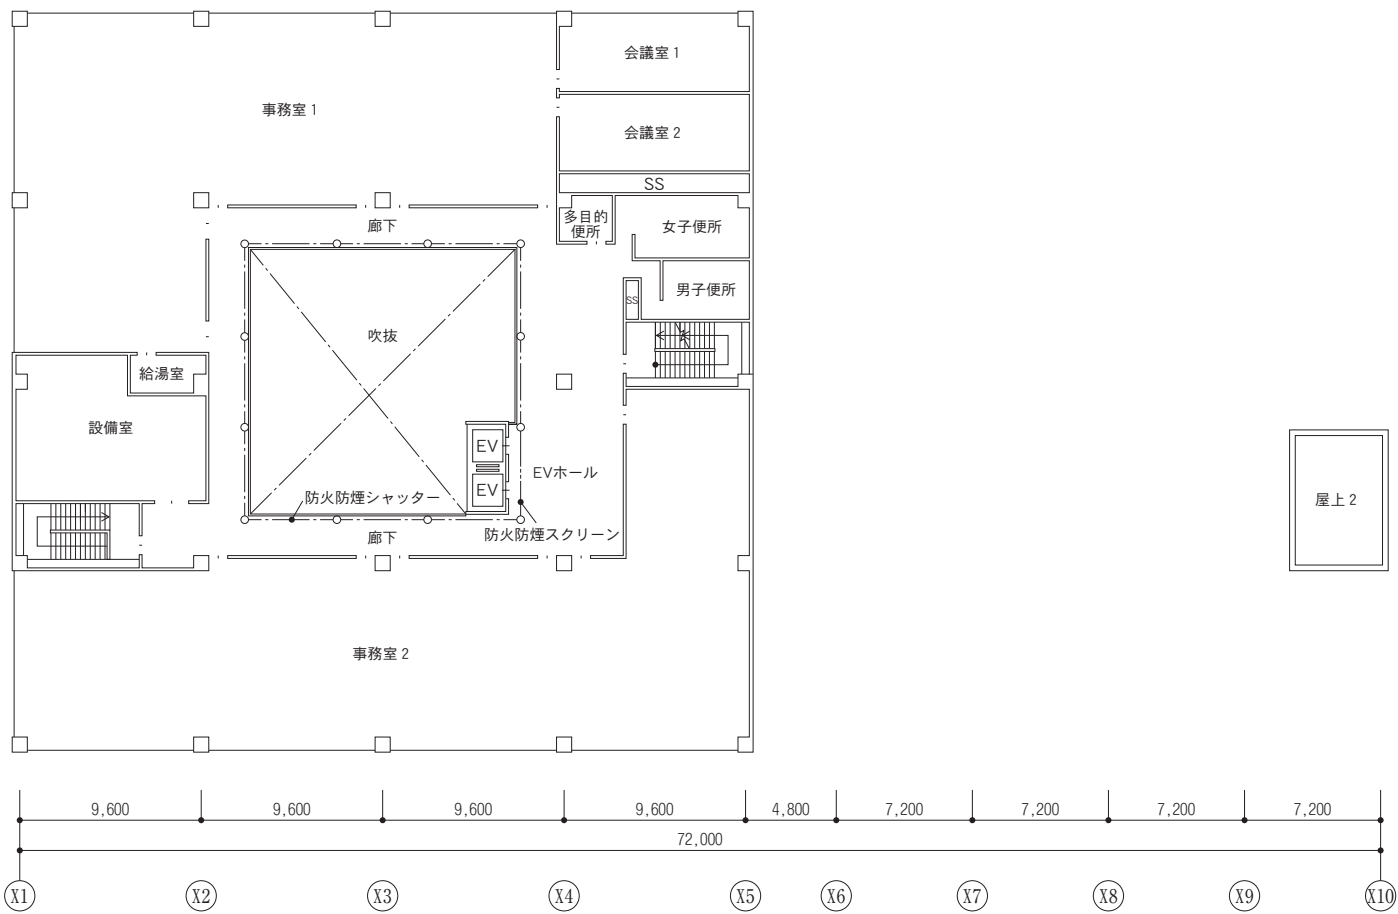 会議室 1
事務室 1
会議室 2
SS
多目的
便所
女子便所
廊下
男子便所
SS
吹抜
給湯室
設備室
EV
EVホール
EV
防火防煙シャッター
屋上 2
防火防煙スクリーン
廊下
事務室 2
9,600 9,600 9,600 9,600 4,800 7,200 7,200 7,200 7,200
72,000
X1 X2 X3 X4 X5 X6 X7 X8 X9 X10